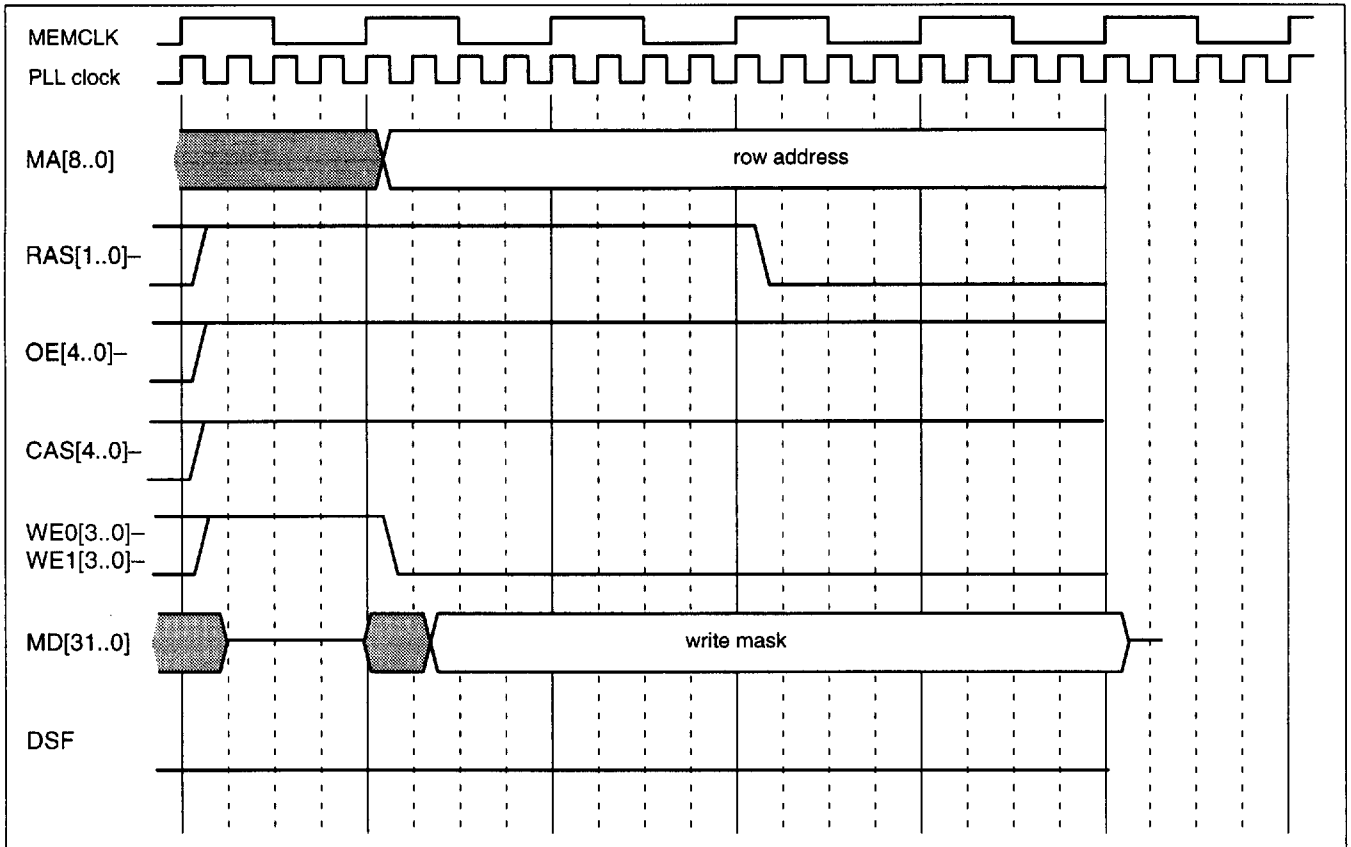 MEMCLK
PLL clock
MA[8..0]
row address
RAS[1..0]–
OE[4..0]–
CAS[4..0]–
WE0[3..0]–
WE1[3..0]–
MD[31..0]
write mask
DSF